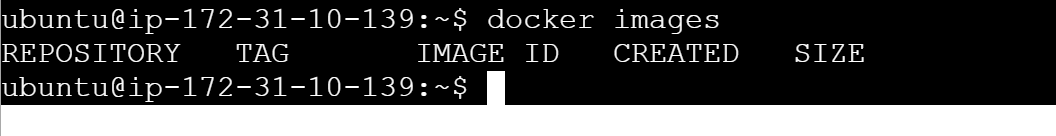 ubuntu@ip-172-31-10-139:~$ docker images
REPOSITORY   TAG       IMAGE ID   CREATED   SIZE
ubuntu@ip-172-31-10-139:~$